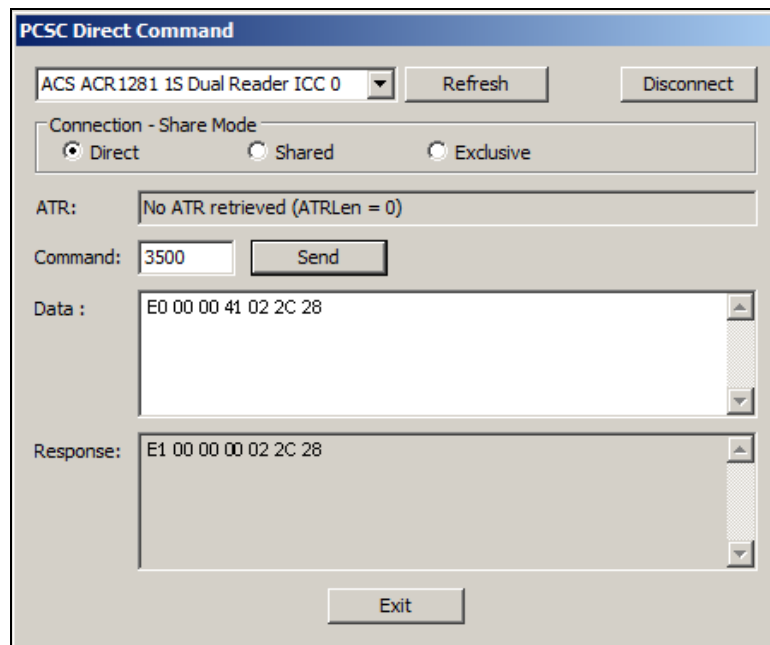 PCSC Direct Command
ACS ACR1281 1S Dual Reader ICC 0 Refresh Disconnect
Connection - Share Mode
Direct Shared Exclusive
ATR: No ATR retrieved (ATRLen = 0)
Command: 3500 Send
Data : E0 00 00 41 02 2C 28
Response: E1 00 00 00 02 2C 28
Exit